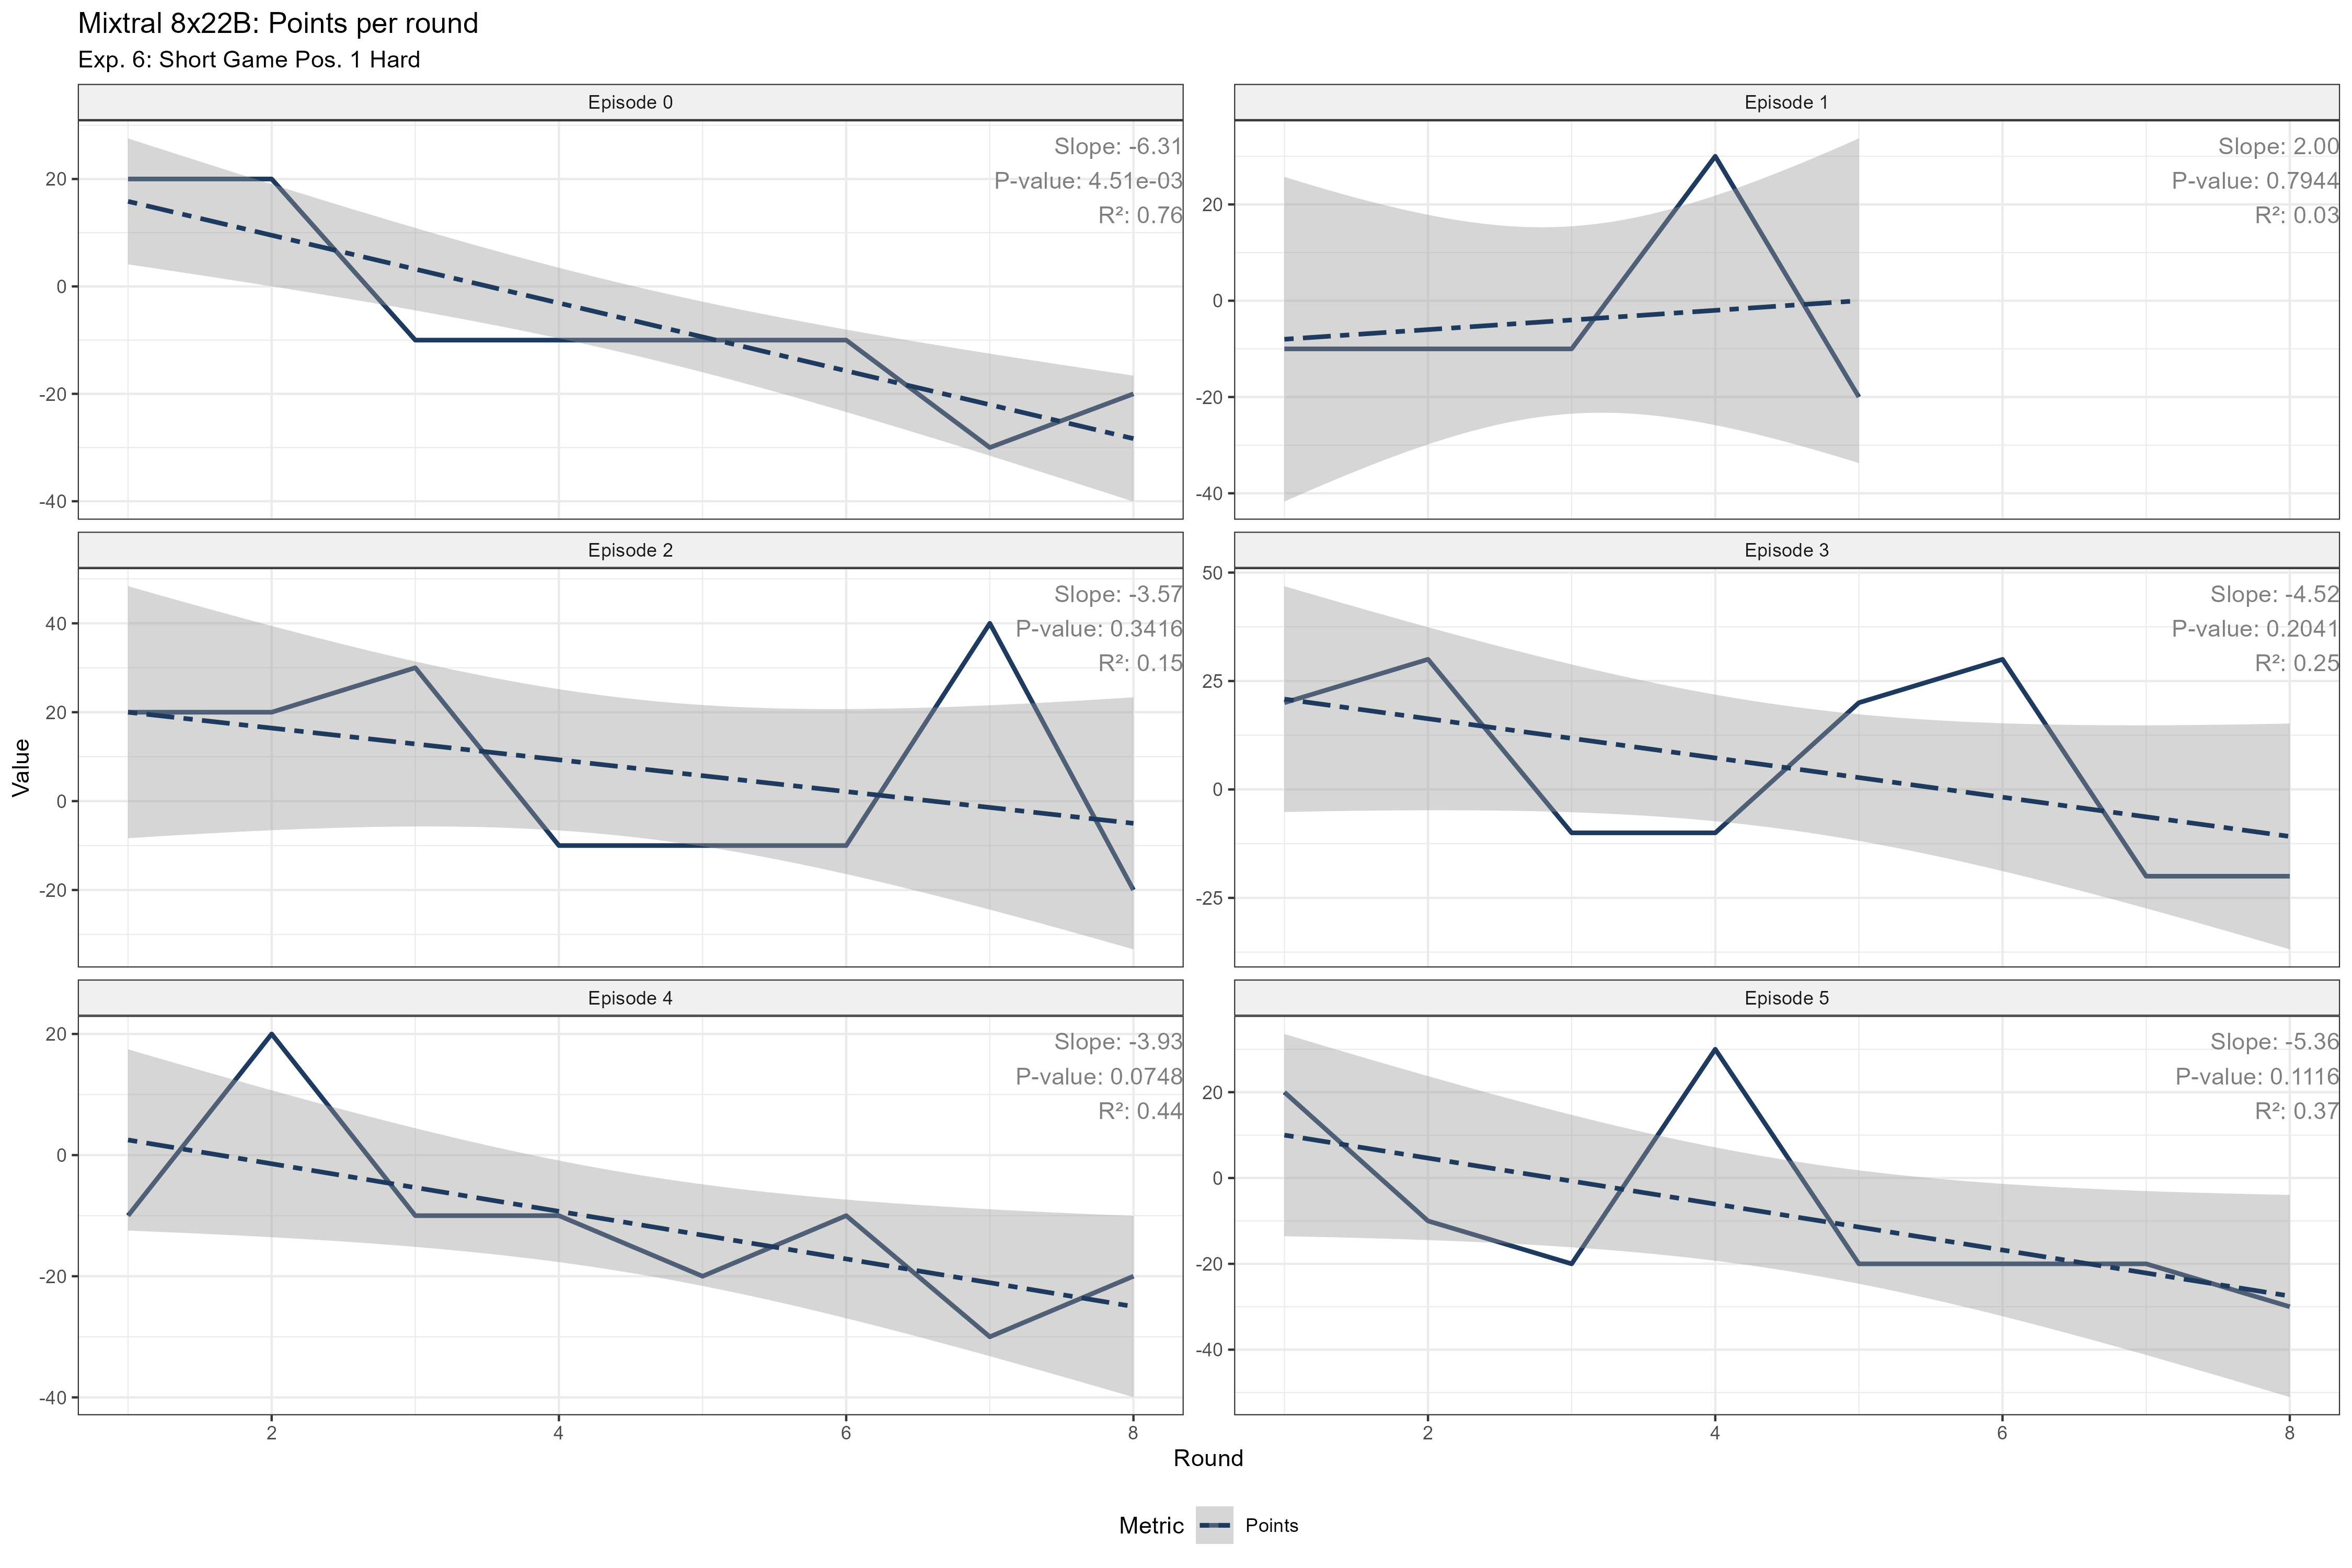 Mixtral 8x22B: Points per round
Exp. 6: Short Game Pos. 1 Hard
Episode 0
Slope: -6.31
P-value: 4.51e-03
R²: 0.76
20
0
-20
-40
Episode 1
Slope: 2.00
P-value: 0.7944
R²: 0.03
20
0
-20
-40
Episode 2
Slope: -3.57
P-value: 0.3416
R²: 0.15
40
20
0
-20
Episode 3
Slope: -4.52
P-value: 0.2041
R²: 0.25
50
25
0
-25
Value
Episode 4
Slope: -3.93
P-value: 0.0748
R²: 0.44
20
0
-20
-40
2 4 6 8
Episode 5
Slope: -5.36
P-value: 0.1116
R²: 0.37
20
0
-20
-40
2 4 6 8
Round
Metric Points